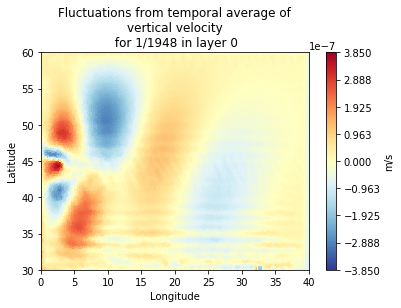 Fluctuations from temporal average of
vertical velocity
for 1/1948 in layer 0
1e−7
60
55
50
45
40
35
30
Latitude
0 5 10 15 20 25 30 35 40
Longitude
3.850
2.888
1.925
0.963
0.000
−0.963
−1.925
−2.888
−3.850
m/s